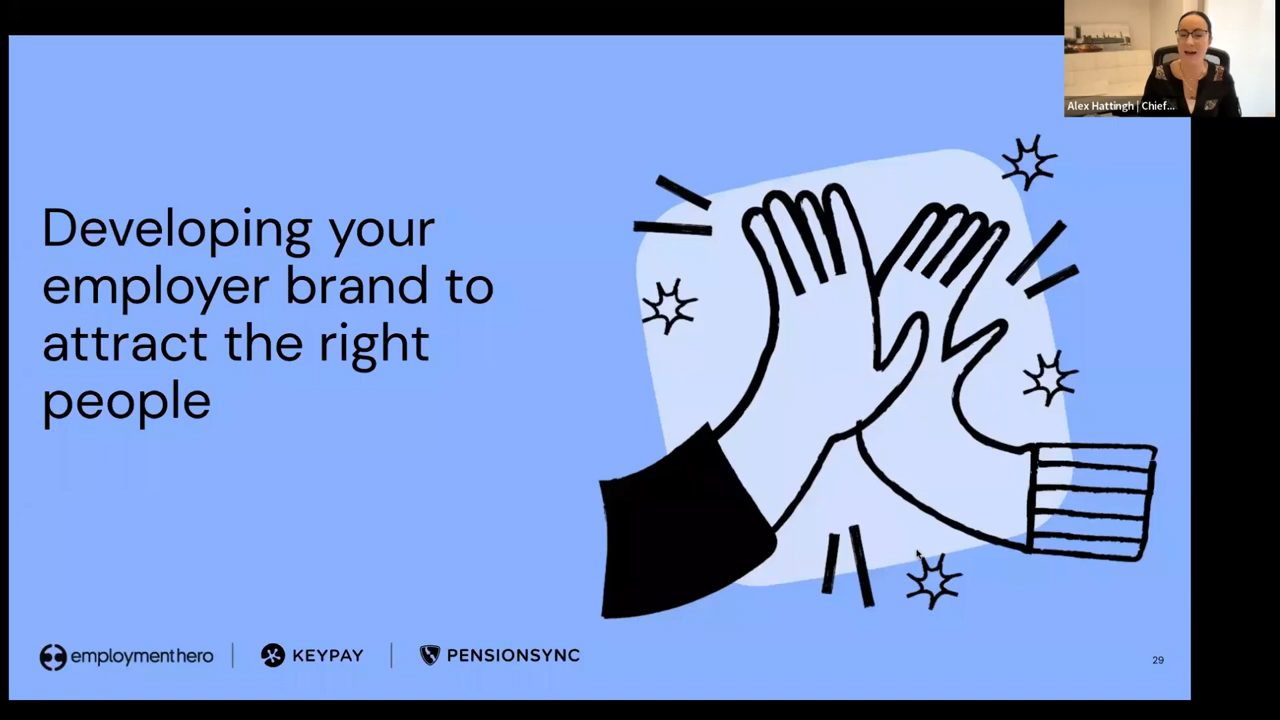 Alex Hattingh | Chief...
Developing your
employer brand to
attract the right
people
employmenthero
KEYPAY
PENSIONSYNC
29